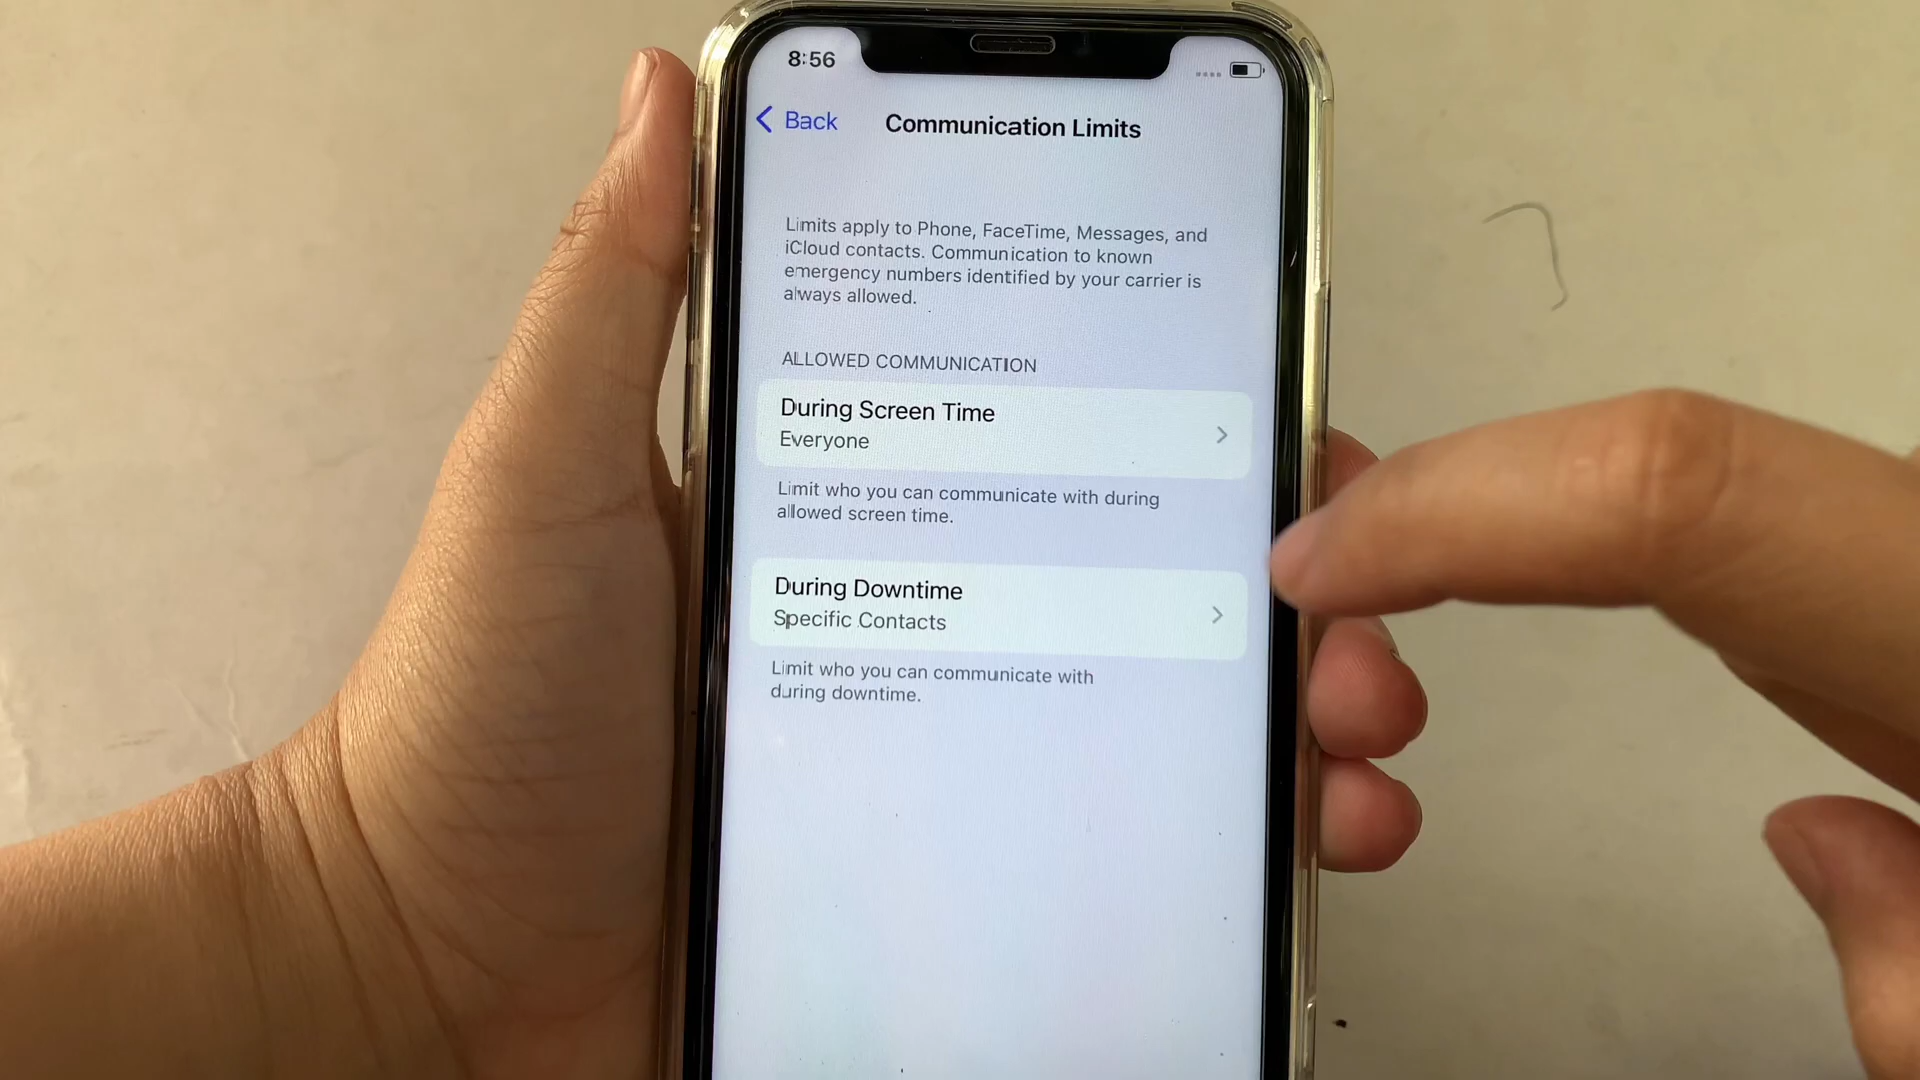 8:56
Back
Communication Limits
Limits apply to Phone, FaceTime, Messages, and
iCloud contacts. Communication to known
emergency numbers identified by your carrier is
always allowed.
ALLOWED COMMUNICATION
During Screen Time
Everyone
Limit who you can communicate with during
allowed screen time.
During Downtime
Specific Contacts
Limit who you can communicate with
during downtime.